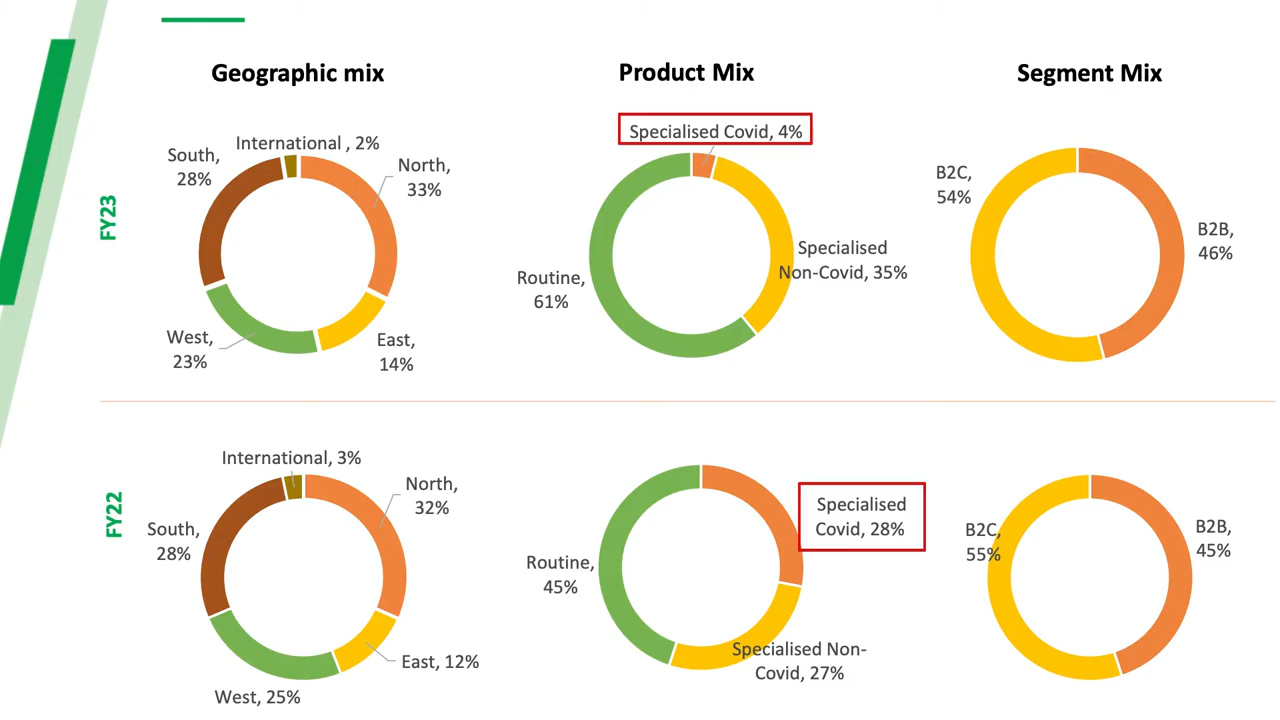 Geographic mix
Product Mix
Segment Mix
FY23
International , 2%
North,
33%
South,
28%
West,
23%
East,
14%
Specialised Covid, 4%
Specialised
Non-Covid, 35%
Routine,
61%
B2C,
54%
B2B,
46%
FY22
International, 3%
North,
32%
South,
28%
East, 12%
West, 25%
Specialised
Covid, 28%
Routine,
45%
Specialised Non-
Covid, 27%
B2C,
55%
B2B,
45%